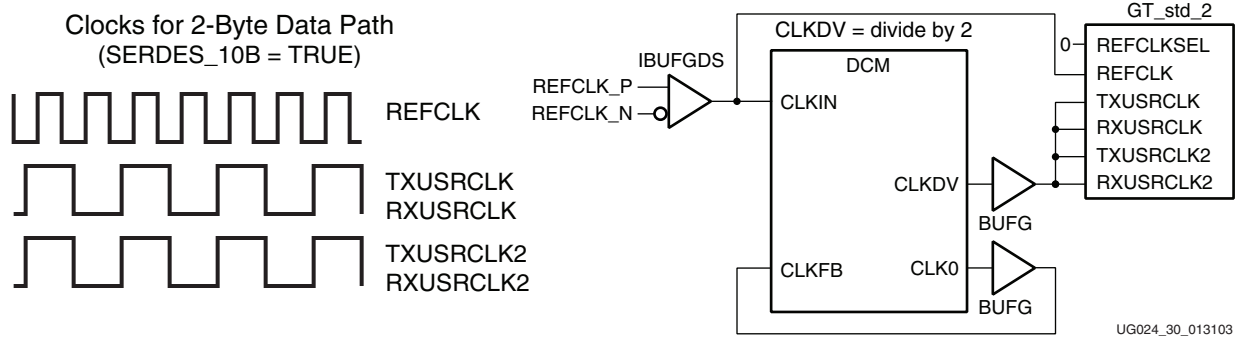 Clocks for 2-Byte Data Path
(SERDES_10B = TRUE)
REFCLK
TXUSRCLK
RXUSRCLK
TXUSRCLK2
RXUSRCLK2
CLKDV = divide by 2
GT_std_2
IBUFGDS
REFCLK_P
REFCLK_N
DCM
CLKIN
CLKDV
CLKFB
CLK0
BUFG
BUFG
0
REFCLKSEL
REFCLK
TXUSRCLK
RXUSRCLK
TXUSRCLK2
RXUSRCLK2
UG024_30_013103